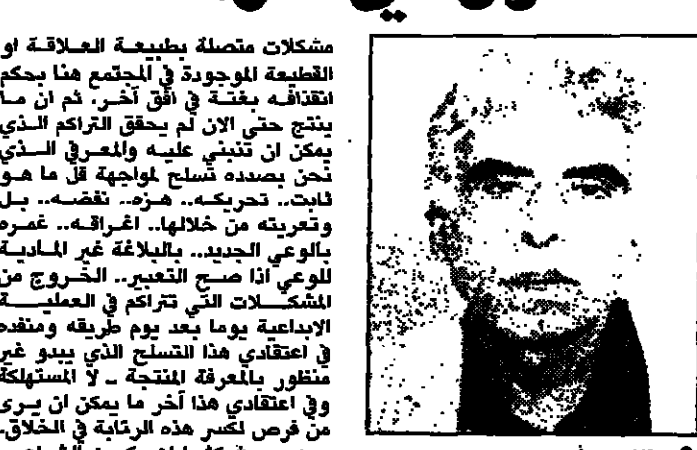 مشكلات متصلة بطبيعة العلاقة او
القطيعة الموجودة في المجتمع هنا بحكم
انقذافه بغتة في افق آخر. ثم ان ما
ينتج حتى الان لم يحقق التراكم الذي
يمكن ان تنبني عليه والمعرفي الذي
نحن بصدده تسلح لمواجهة قل ما هو
ثابت.. تحريكه.. هزه.. نفضه.. بل
وتعريته من خلالها.. اغراقه.. غمره
بالوعي الجديد.. بالبلاغة غير المادية
للوعي اذا صح التعبير.. الخروج من
المشكلات التي تتراكم في العملية
الابداعية يوما بعد يوم طريقه ومنفذه
في اعتقادي هذا التسلح الذي يبدو غير
منظور بالمعرفة المنتجة ـ لا المستهلكة
وفي اعتقادي هذا آخر ما يمكن ان يرى
من فرص لكسر هذه الرتابة في الخلاق.